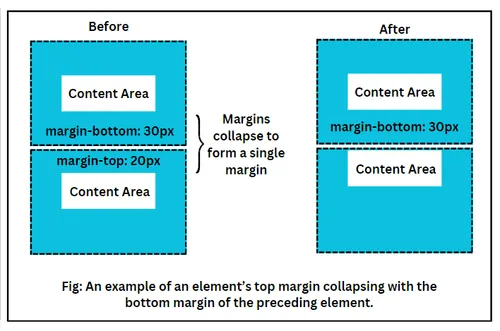 Before
Content Area
margin-bottom: 30px
margin-top: 20px
Content Area
Margins
collapse to
form a single
margin
After
Content Area
margin-bottom: 30px
Content Area
Fig: An example of an element's top margin collapsing with the
bottom margin of the preceding element.